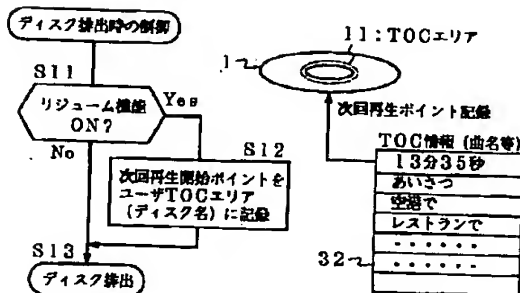 ディスク排出時の制御
S11
リジューム機能
ON?
Yes
No
S12
次回再生開始ポイントを
ユーザTOCエリア
(ディスク名)に記録
S13
ディスク排出
11:TOCエリア
1
次回再生ポイント記録
TOC情報(曲名等)
13分35秒
あいさつ
空港で
レストランで
・・・・・・
32
・・・・・・